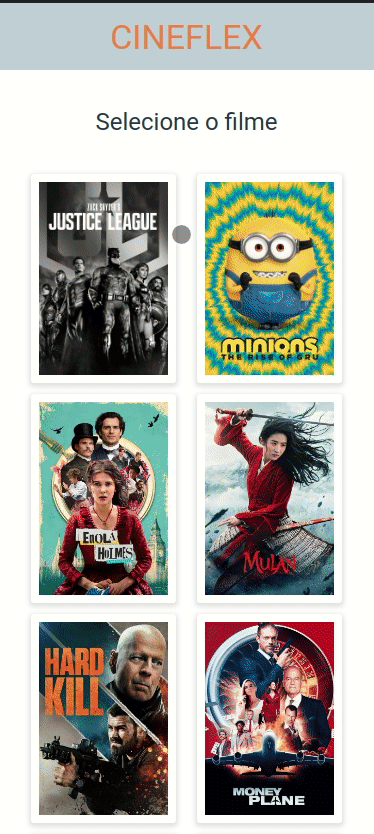 CINEFLEX
Selecione o filme
ZACK SNYDER'S
JUSTICE LEAGUE
MINIONS
THE RISE OF GRU
ENOLA
HOLMES
MULAN
HARD
KILL
MONEY
PLANE